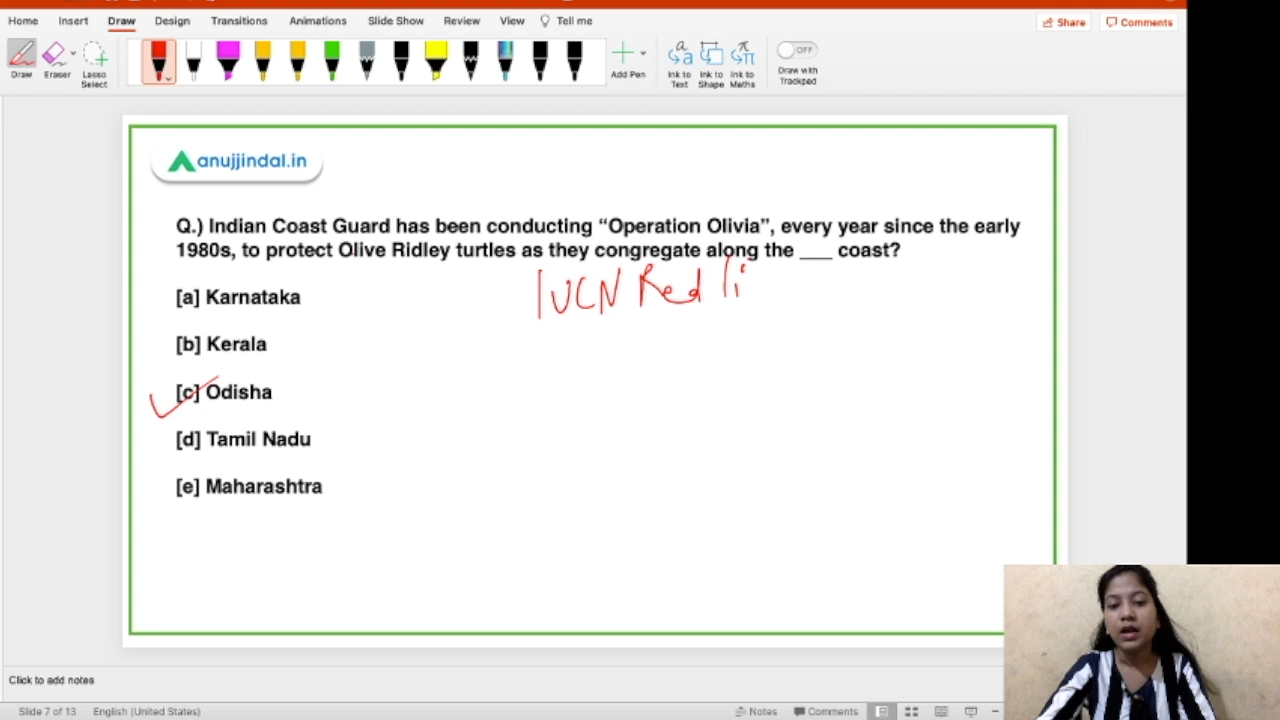 Home Insert Draw Design Transitions Animations Slide Show Review View Tell me Share Comments
Draw Eraser Lasso Select Add Pen Ink to Text Ink to Shape Ink to Maths OFF Draw with Trackpad
anujjindal.in
Q.) Indian Coast Guard has been conducting “Operation Olivia”, every year since the early
1980s, to protect Olive Ridley turtles as they congregate along the ___ coast?
IUCN Red li
[a] Karnataka
[b] Kerala
[c] Odisha
[d] Tamil Nadu
[e] Maharashtra
Click to add notes
Slide 7 of 13 English (United States) Notes Comments